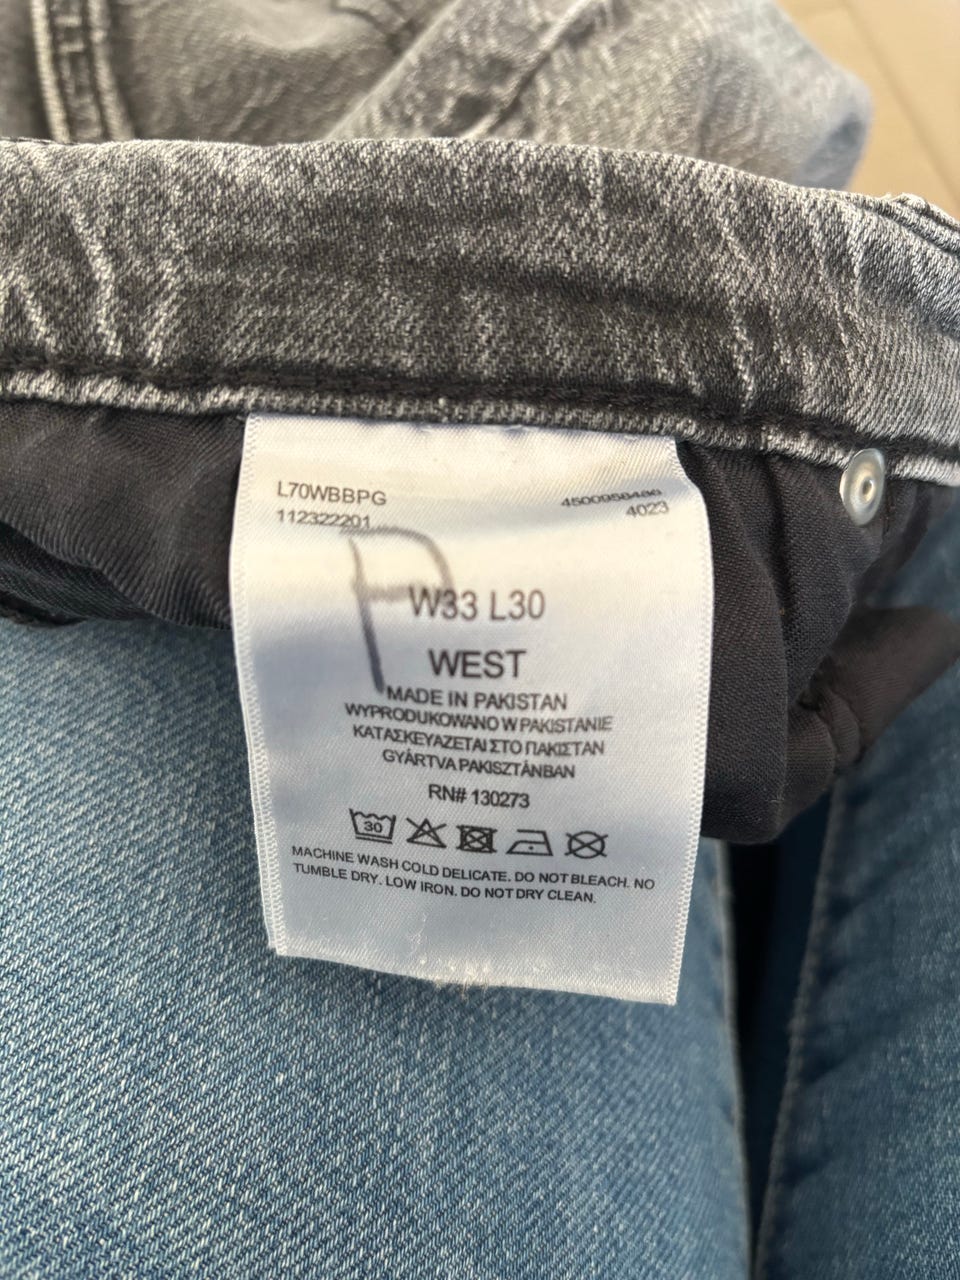 L70WBBPG
112322201
4023
P
W33 L30
WEST
MADE IN PAKISTAN
WYPRODUKOWANO W PAKISTANIE
ΚΑΤΑΣΚΕΥΑΖΕΤΑΙ ΣΤΟ ΠΑΚΙΣΤΑΝ
GYÁRTVA PAKISZTÁNBAN
RN# 130273
30
MACHINE WASH COLD DELICATE. DO NOT BLEACH. NO
TUMBLE DRY. LOW IRON. DO NOT DRY CLEAN.